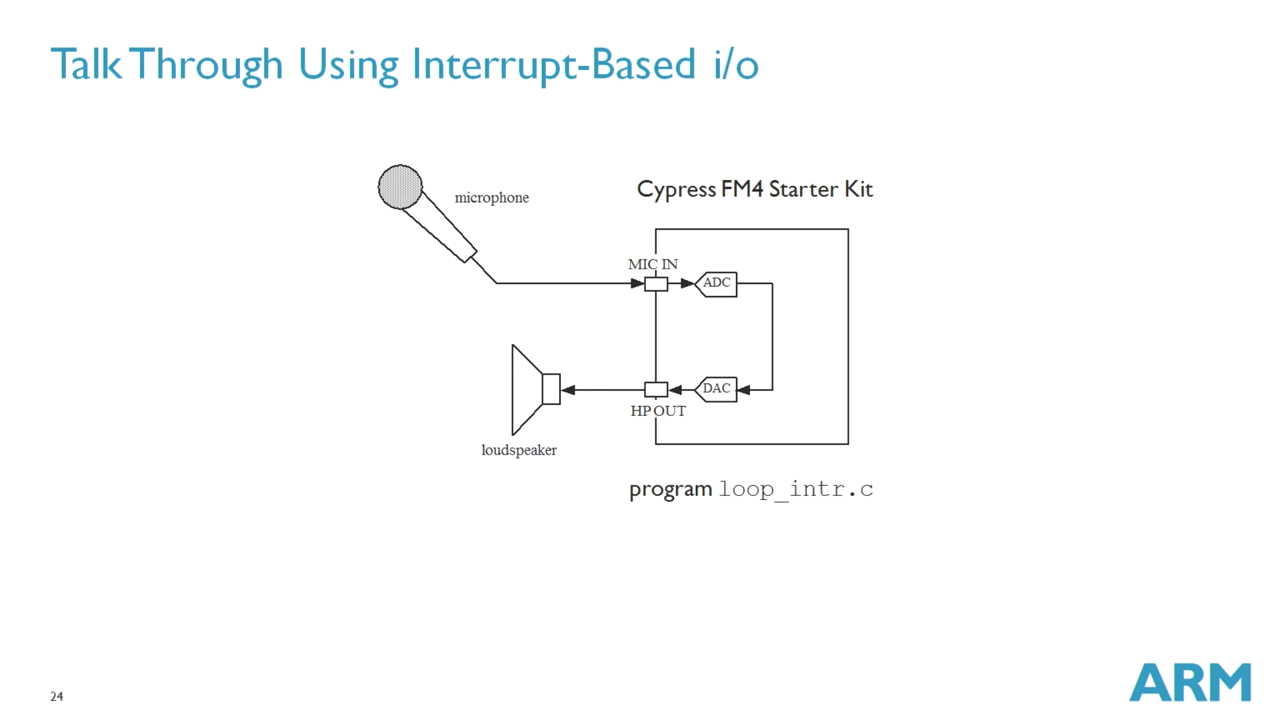 Talk Through Using Interrupt-Based i/o
microphone
Cypress FM4 Starter Kit
MIC IN
ADC
DAC
HP OUT
loudspeaker
program loop_intr.c
24
ARM